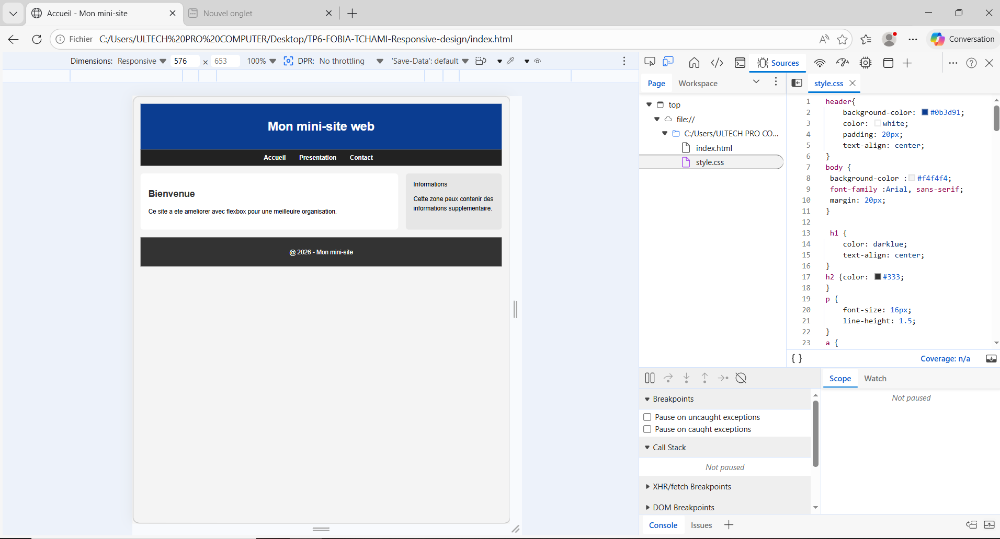 Accueil - Mon mini-site
Nouvel onglet
Fichier C:/Users/ULTECH%20PRO%20COMPUTER/Desktop/TP6-FOBIA-TCHAMI-Responsive-design/index.html
Conversation
Dimensions: Responsive 576 × 653 100% DPR: No throttling 'Save-Data': default
Sources
Page Workspace
style.css
top
file://
C:/Users/ULTECH PRO CO...
index.html
style.css
Mon mini-site web
Accueil Presentation Contact
Bienvenue
Ce site a ete ameliorer avec flexbox pour une meilleuire organisation.
Informations
Cette zone peux contenir des
informations supplementaire.
@ 2026 - Mon mini-site
1 header{
2 background-color: #0b3d91;
3 color: white;
4 padding: 20px;
5 text-align: center;
6 }
7 body {
8 background-color :#f4f4f4;
9 font-family :Arial, sans-serif;
10 margin: 20px;
11 }
12
13 h1 {
14 color: darklue;
15 text-align: center;
16 }
17 h2 {color: #333;
18 }
19 p {
20 font-size: 16px;
21 line-height: 1.5;
22 }
23 a {
{ } Coverage: n/a
Breakpoints
Pause on uncaught exceptions
Pause on caught exceptions
Call Stack
Not paused
XHR/fetch Breakpoints
DOM Breakpoints
Scope Watch
Not paused
Console Issues